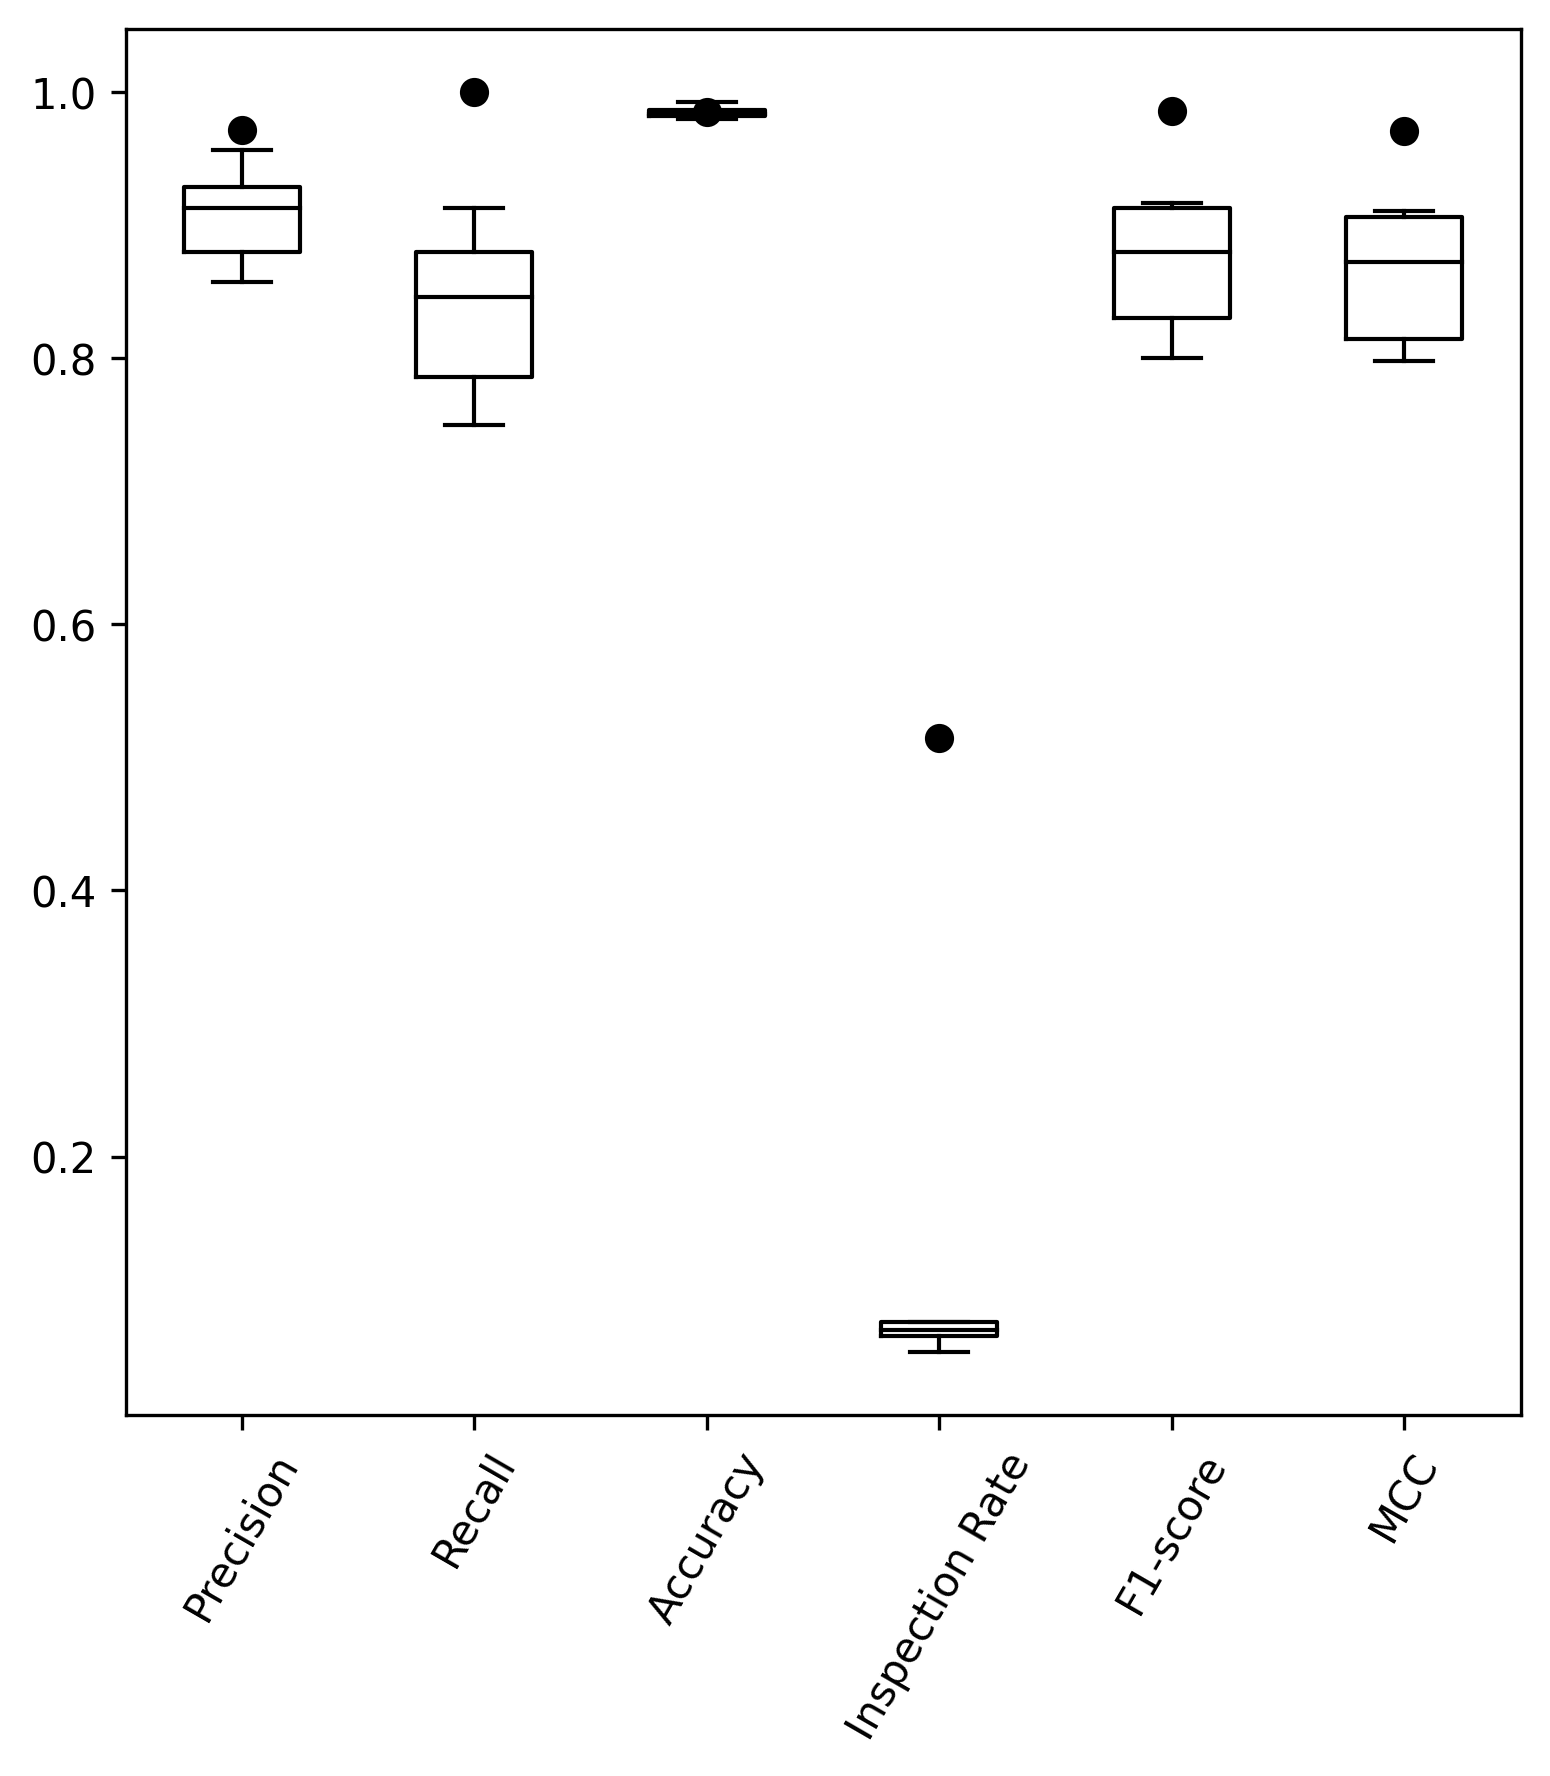 1.0
0.8
0.6
0.4
0.2
Precision
Recall
Accuracy
Inspection Rate
F1-score
MCC